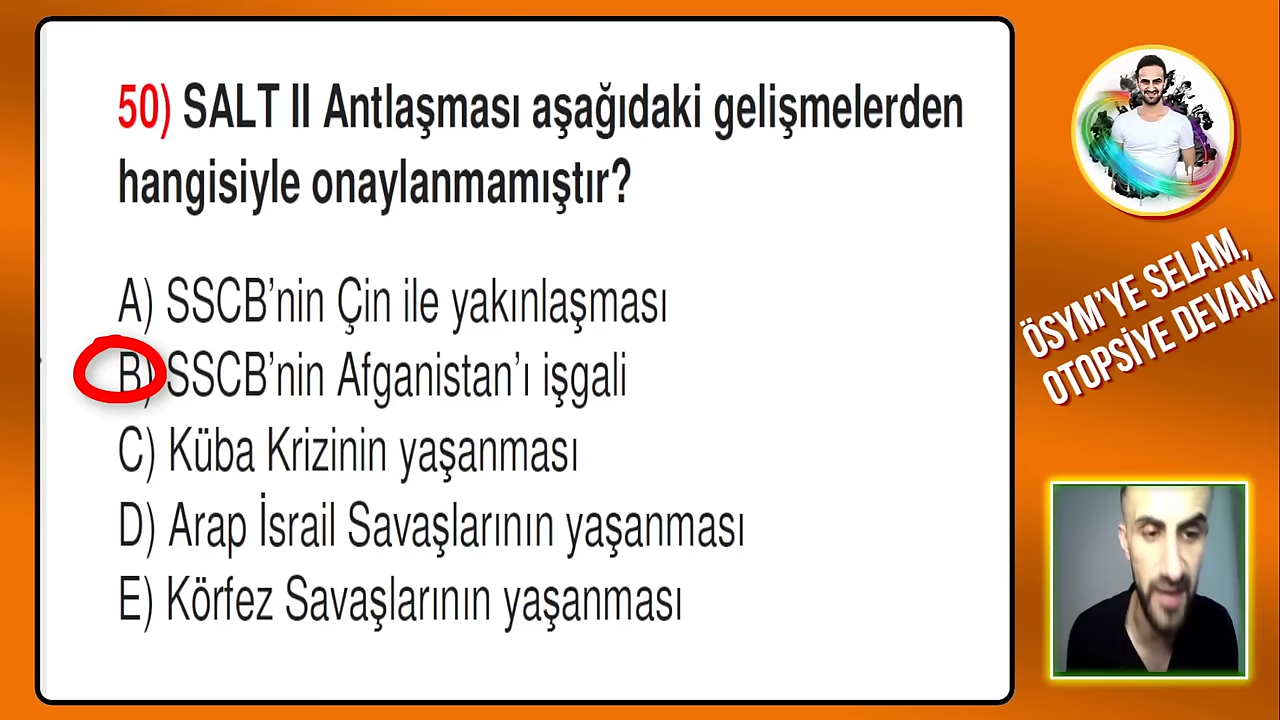 50) SALT II Antlaşması aşağıdaki gelişmelerden
hangisiyle onaylanmamıştır?
A) SSCB’nin Çin ile yakınlaşması
B) SSCB’nin Afganistan’ı işgali
C) Küba Krizinin yaşanması
D) Arap İsrail Savaşlarının yaşanması
E) Körfez Savaşlarının yaşanması
ÖSYM’YE SELAM,
OTOPSİYE DEVAM